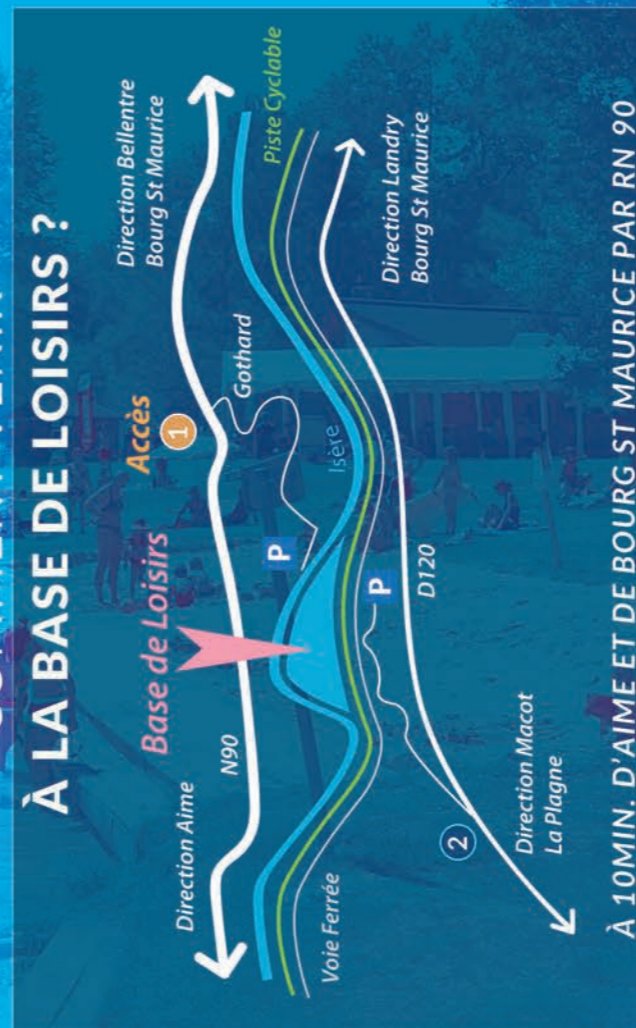 À LA BASE DE LOISIRS ?
Base de Loisirs
Accès
1
Direction Bellentre
Bourg St Maurice
Direction Aime
N90
Gothard
Piste Cyclable
P
Isère
P
Voie Ferrée
D120
Direction Landry
Bourg St Maurice
2
Direction Macot
La Plagne
À 10MIN. D'AIME ET DE BOURG ST MAURICE PAR RN 90